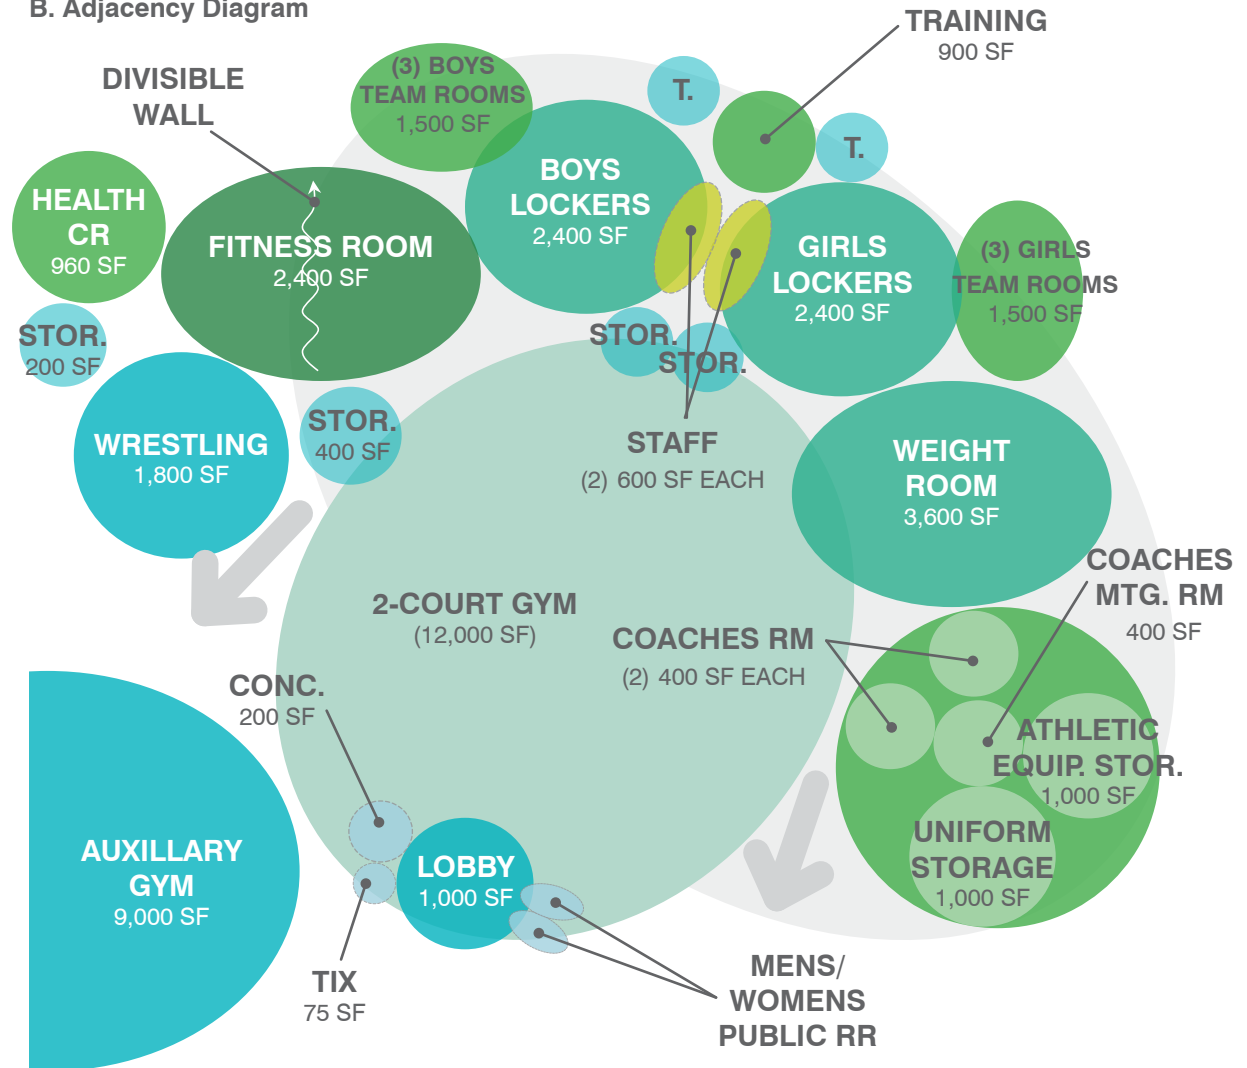 B. Adjacency Diagram
TRAINING
900 SF
DIVISIBLE
WALL
(3) BOYS
TEAM ROOMS
1,500 SF
T.
T.
HEALTH
CR
960 SF
FITNESS ROOM
2,400 SF
BOYS
LOCKERS
2,400 SF
GIRLS
LOCKERS
2,400 SF
(3) GIRLS
TEAM ROOMS
1,500 SF
STOR.
200 SF
STOR.
STOR.
WRESTLING
1,800 SF
STOR.
400 SF
STAFF
(2) 600 SF EACH
WEIGHT
ROOM
3,600 SF
COACHES
MTG. RM
400 SF
2-COURT GYM
(12,000 SF)
COACHES RM
(2) 400 SF EACH
CONC.
200 SF
ATHLETIC
EQUIP. STOR.
1,000 SF
UNIFORM
STORAGE
1,000 SF
AUXILLARY
GYM
9,000 SF
LOBBY
1,000 SF
TIX
75 SF
MENS/
WOMENS
PUBLIC RR